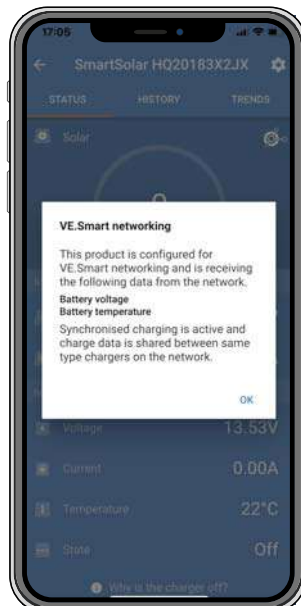 17:05
SmartSolar HQ20183X2JX
STATUS HISTORY TRENDS
Solar
VE.Smart networking
This product is configured for
VE.Smart networking and is receiving
the following data from the network.
Battery voltage
Battery temperature
Synchronised charging is active and
charge data is shared between same
type chargers on the network.
OK
Voltage 13.53V
Current 0.00A
Temperature 22°C
State Off
Why is the charger off?